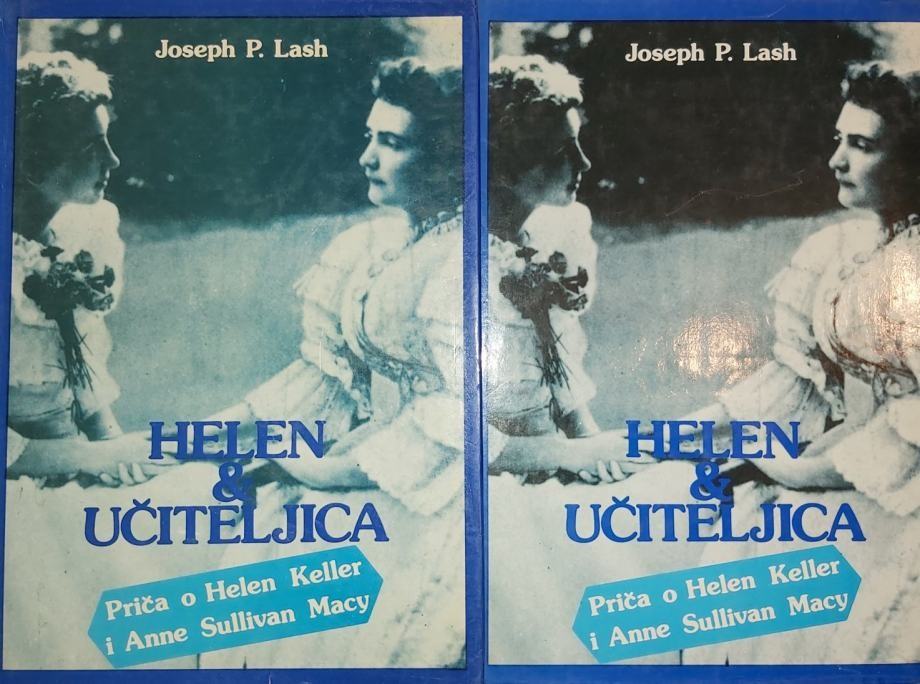 Joseph P. Lash
HELEN
&
UČITELJICA
Priča o Helen Keller
i Anne Sullivan Macy
Joseph P. Lash
HELEN
&
UČITELJICA
Priča o Helen Keller
i Anne Sullivan Macy